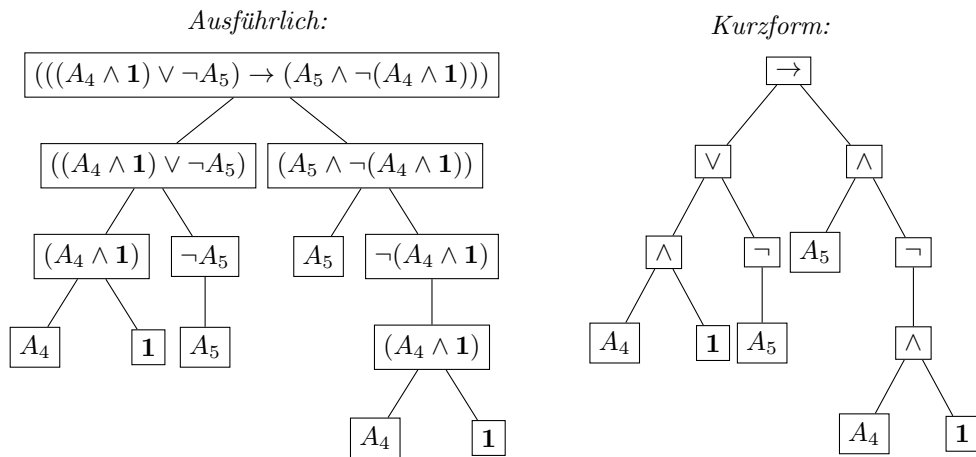 Ausführlich:
Kurzform:
(((A₄ ∧ 1) ∨ ¬A₅) → (A₅ ∧ ¬(A₄ ∧ 1)))
→
((A₄ ∧ 1) ∨ ¬A₅) (A₅ ∧ ¬(A₄ ∧ 1))
∨ ∧
(A₄ ∧ 1) ¬A₅ A₅ ¬(A₄ ∧ 1)
∧ ¬ A₅ ¬
A₄ 1 A₅ (A₄ ∧ 1)
A₄ 1 A₅ ∧
A₄ 1
A₄ 1